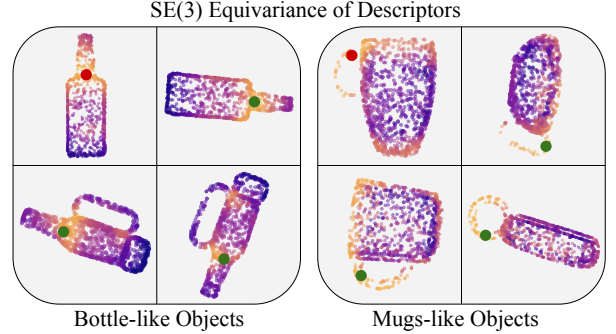 SE(3) Equivariance of Descriptors
Bottle-like Objects
Mugs-like Objects